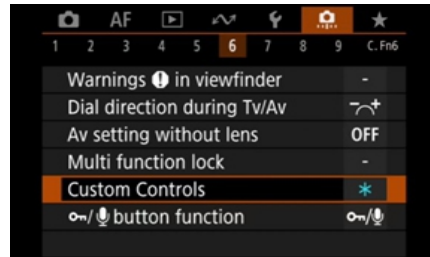 AF
1 2 3 4 5 6 7 8 9 C.Fn6
Warnings in viewfinder -
Dial direction during Tv/Av -+
Av setting without lens OFF
Multi function lock -
Custom Controls *
/ button function /